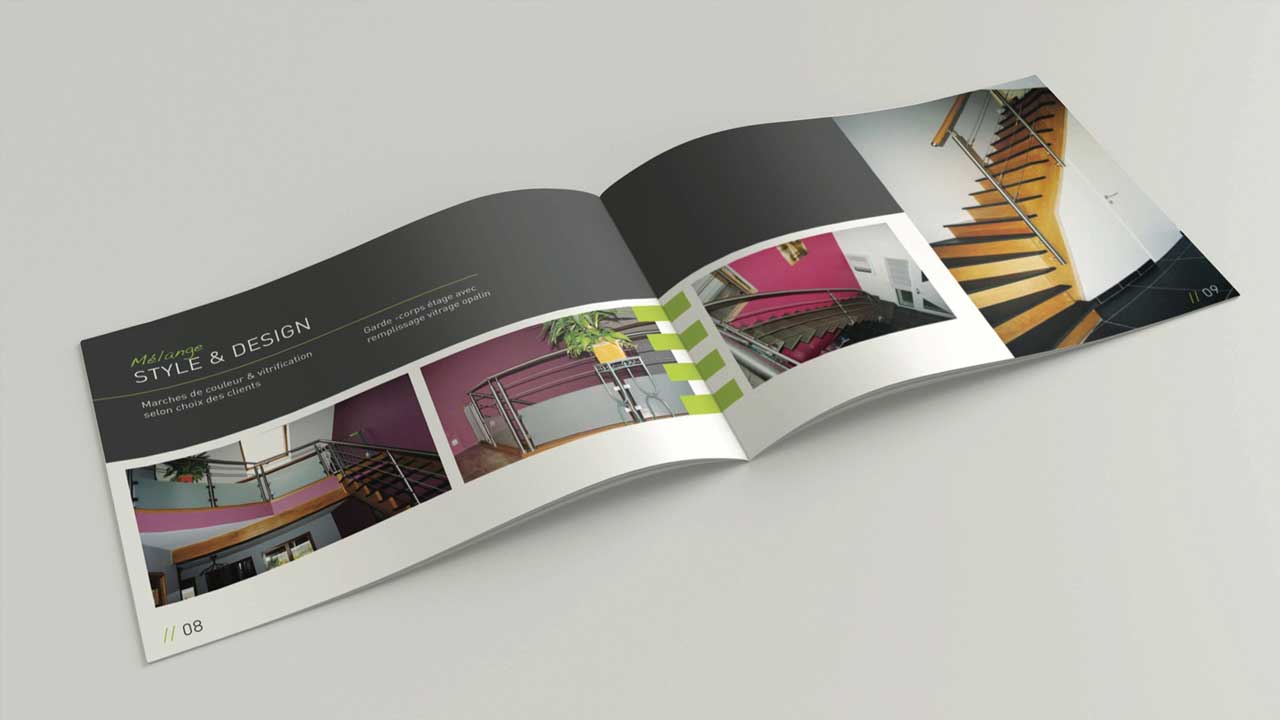 Mélange
STYLE & DESIGN
Marches de couleur & vitrification
selon choix des clients
Garde -corps étage avec
remplissage vitrage opalin
// 08
// 09